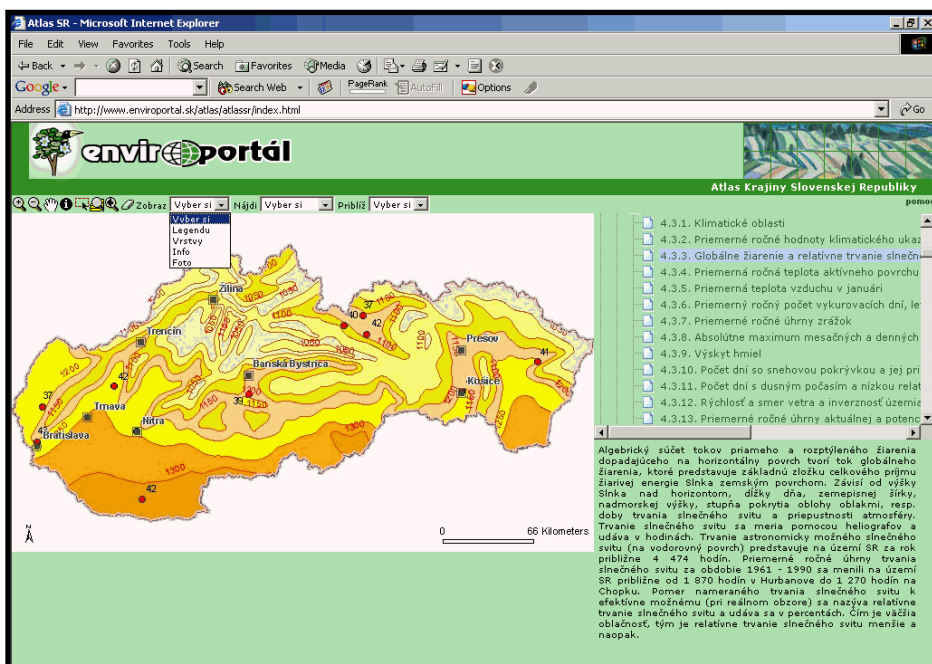 Atlas SR - Microsoft Internet Explorer
File Edit View Favorites Tools Help
Back Search Favorites Media
Google Search Web PageRank AutoFill Options
Address http://www.enviroportal.sk/atlas/atlassr/index.html Go
enviroportál
Atlas Krajiny Slovenskej Republiky
Zobraz Vyber si Nájdi Vyber si Priblíž Vyber si
Vyber si
Legendu
Vrstvy
Info
Foto
4.3.1. Klimatické oblasti
4.3.2. Priemerné ročné hodnoty klimatického ukaz
4.3.3. Globálne žiarenie a relatívne trvanie slnečn
4.3.4. Priemerná ročná teplota aktívneho povrchu
4.3.5. Priemerná teplota vzduchu v januári
4.3.6. Priemerný ročný počet vykurovacích dní, le
4.3.7. Priemerné ročné úhrny zrážok
4.3.8. Absolútne maximum mesačných a denných
4.3.9. Výskyt hmiel
4.3.10. Počet dní so snehovou pokrývkou a jej pri
4.3.11. Počet dní s dusným počasím a nízkou relat
4.3.12. Rýchlosť a smer vetra a inverznosť územia
4.3.13. Priemerné ročné úhrny aktuálnej a potenc
Žilina
Trenčín
Banská Bystrica
Prešov
Košice
Trnava
Nitra
Bratislava
37
40
42
41
42
37
39
43
42
1300
1300
N
0 66 Kilometers
Algebrický súčet tokov priameho a rozptýleného žiarenia
dopadajúceho na horizontálny povrch tvorí tok globálneho
žiarenia, ktoré predstavuje základnú zložku celkového príjmu
žiarivej energie Slnka zemským povrchom. Závisí od výšky
Slnka nad horizontom, dĺžky dňa, zemepisnej šírky,
nadmorskej výšky, stupňa pokrytia oblohy oblakmi, resp.
doby trvania slnečného svitu a priepustnosti atmosféry.
Trvanie slnečného svitu sa meria pomocou heliografov a
udáva v hodinách. Trvanie astronomicky možného slnečného
svitu (na vodorovný povrch) predstavuje na území SR za rok
približne 4 474 hodín. Priemerné ročné úhrny trvania
slnečného svitu za obdobie 1961 - 1990 sa menili na území
SR približne od 1 870 hodín v Hurbanove do 1 270 hodín na
Chopku. Pomer nameraného trvania slnečného svitu k
efektívne možnému (pri reálnom obzore) sa nazýva relatívne
trvanie slnečného svitu a udáva sa v percentách. Čím je väčšia
oblačnosť, tým je relatívne trvanie slnečného svitu menšie a
naopak.